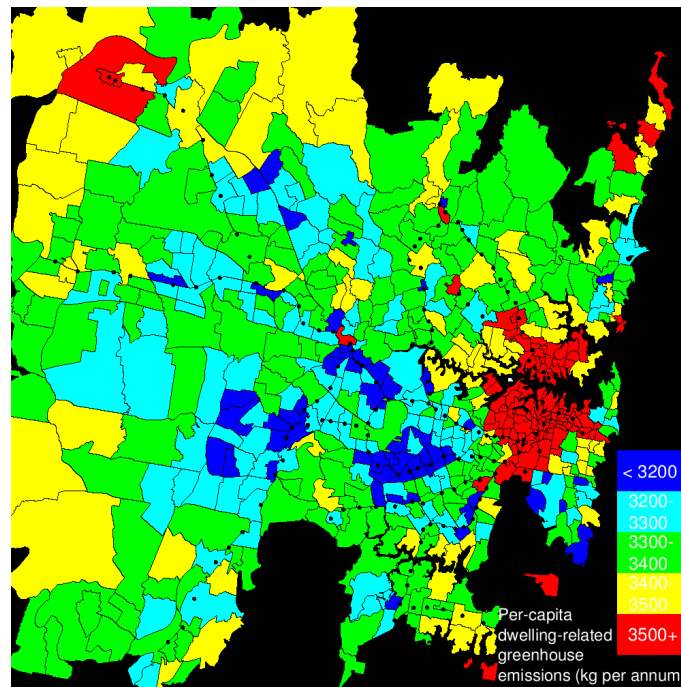 < 3200
3200-
3300
3300-
3400
3400-
3500
3500+
Per-capita
dwelling-related
greenhouse
emissions (kg per annum